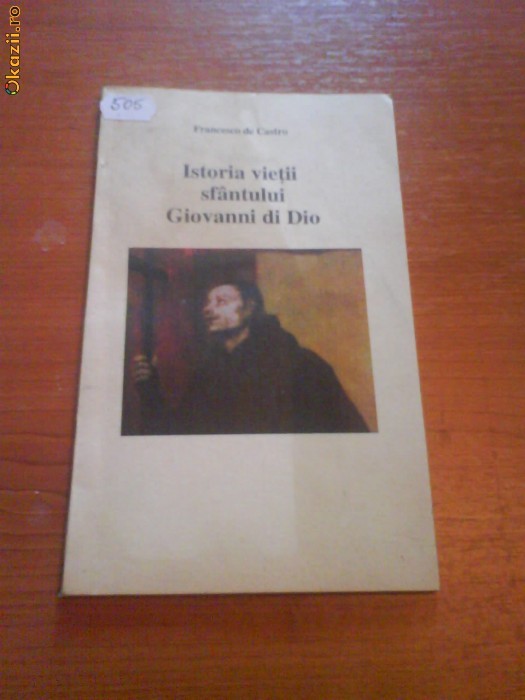 Okazii.ro
505
Francesco de Castro
Istoria vieții
sfântului
Giovanni di Dio